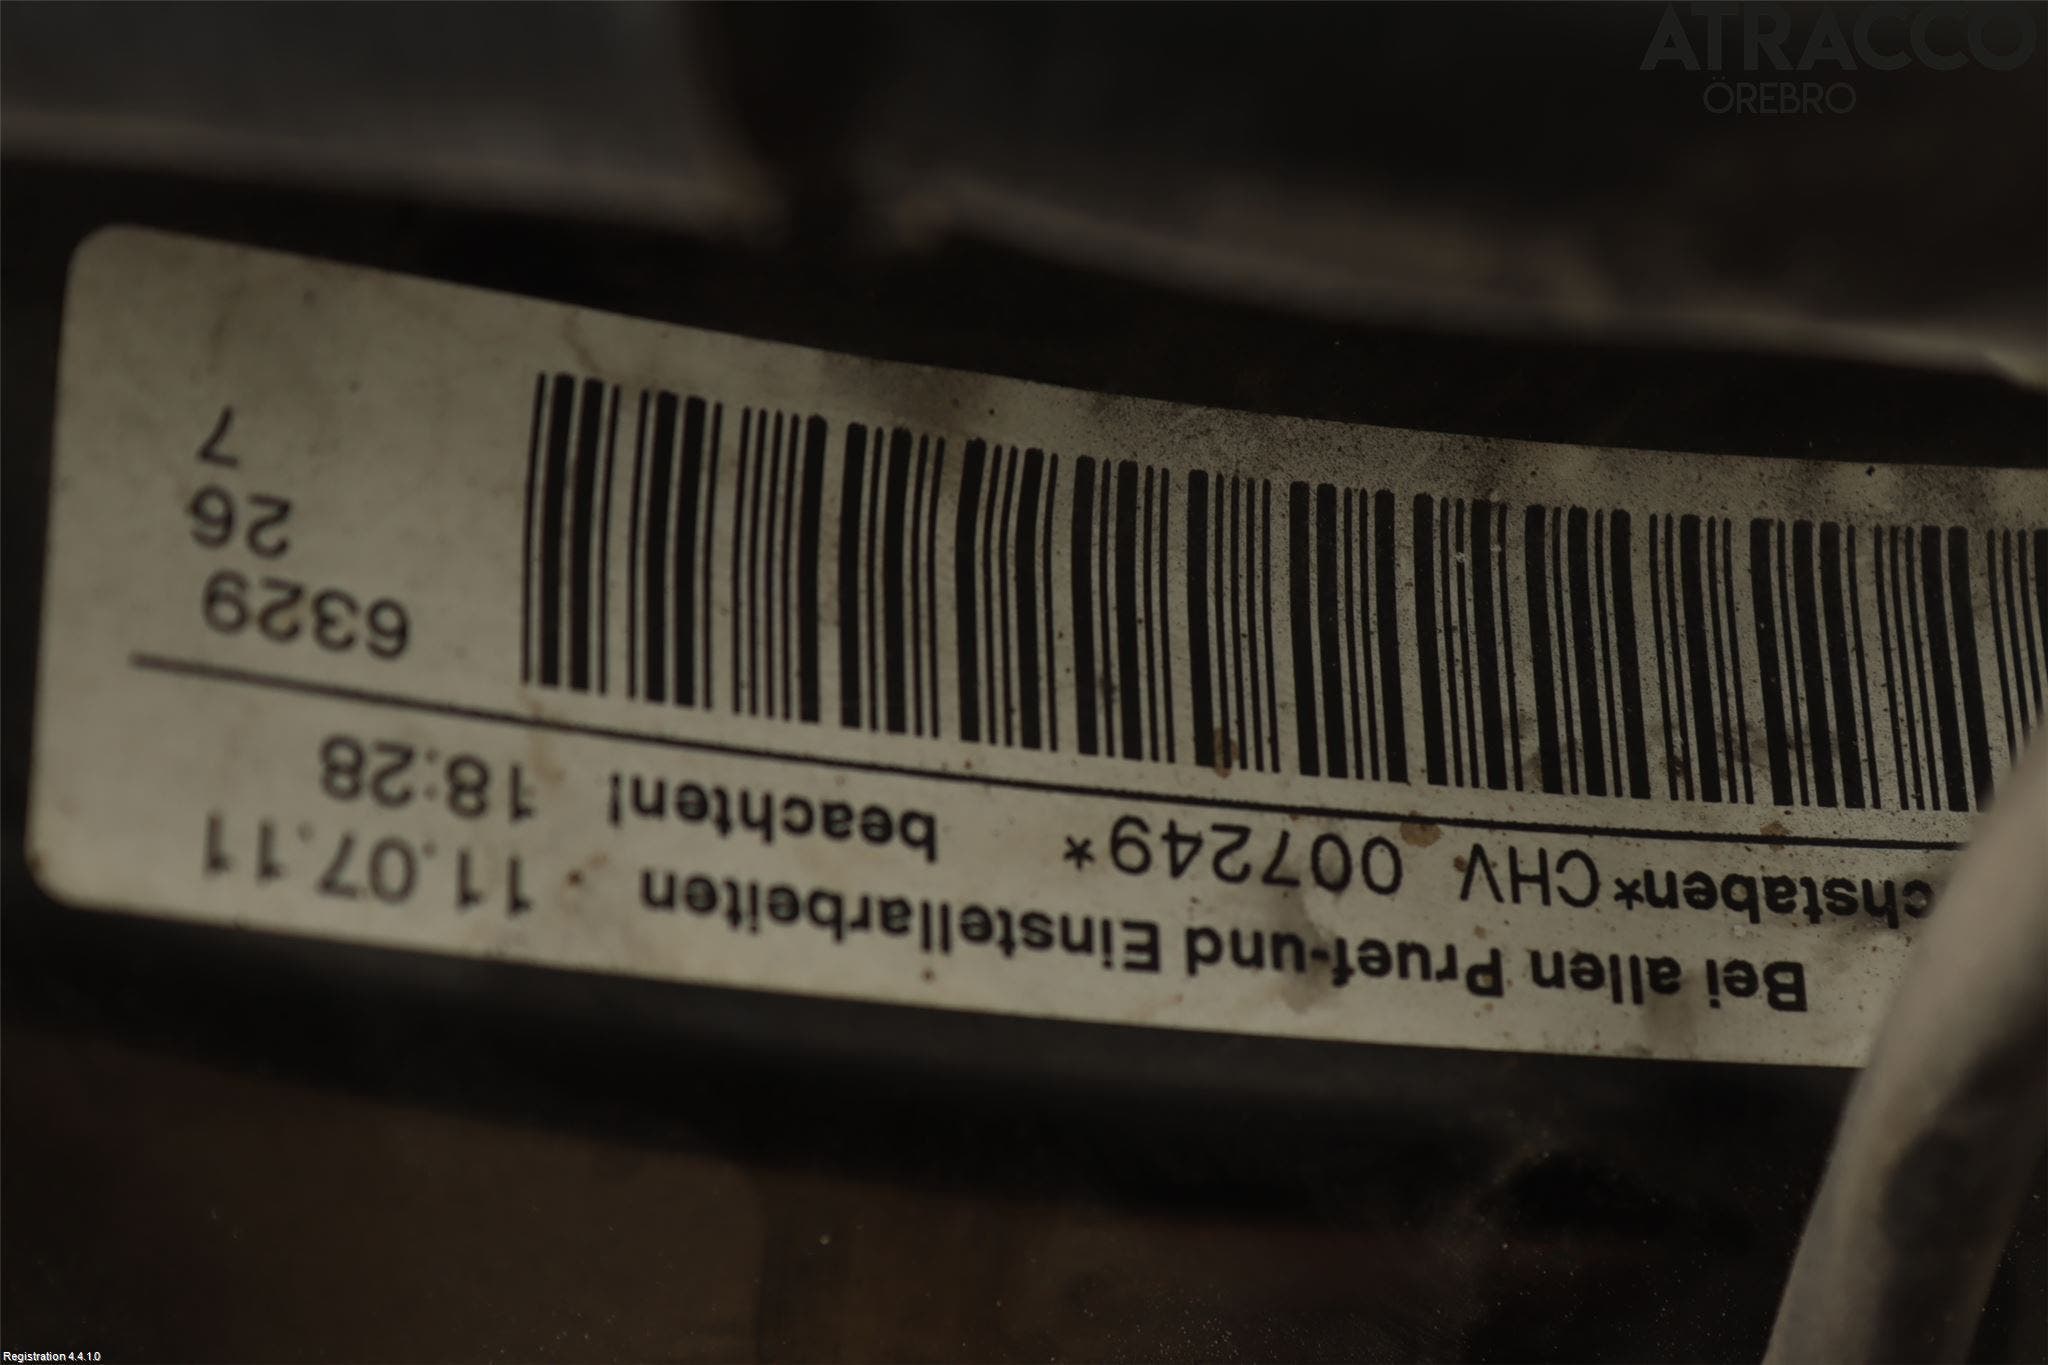 ATRACCO
ÖREBRO
Bei allen Pruef-und Einstellarbeiten 11.07.11
chstaben*CHV 007249* beachten! 18:28
6329
26
7
Registration 4.4.1.0